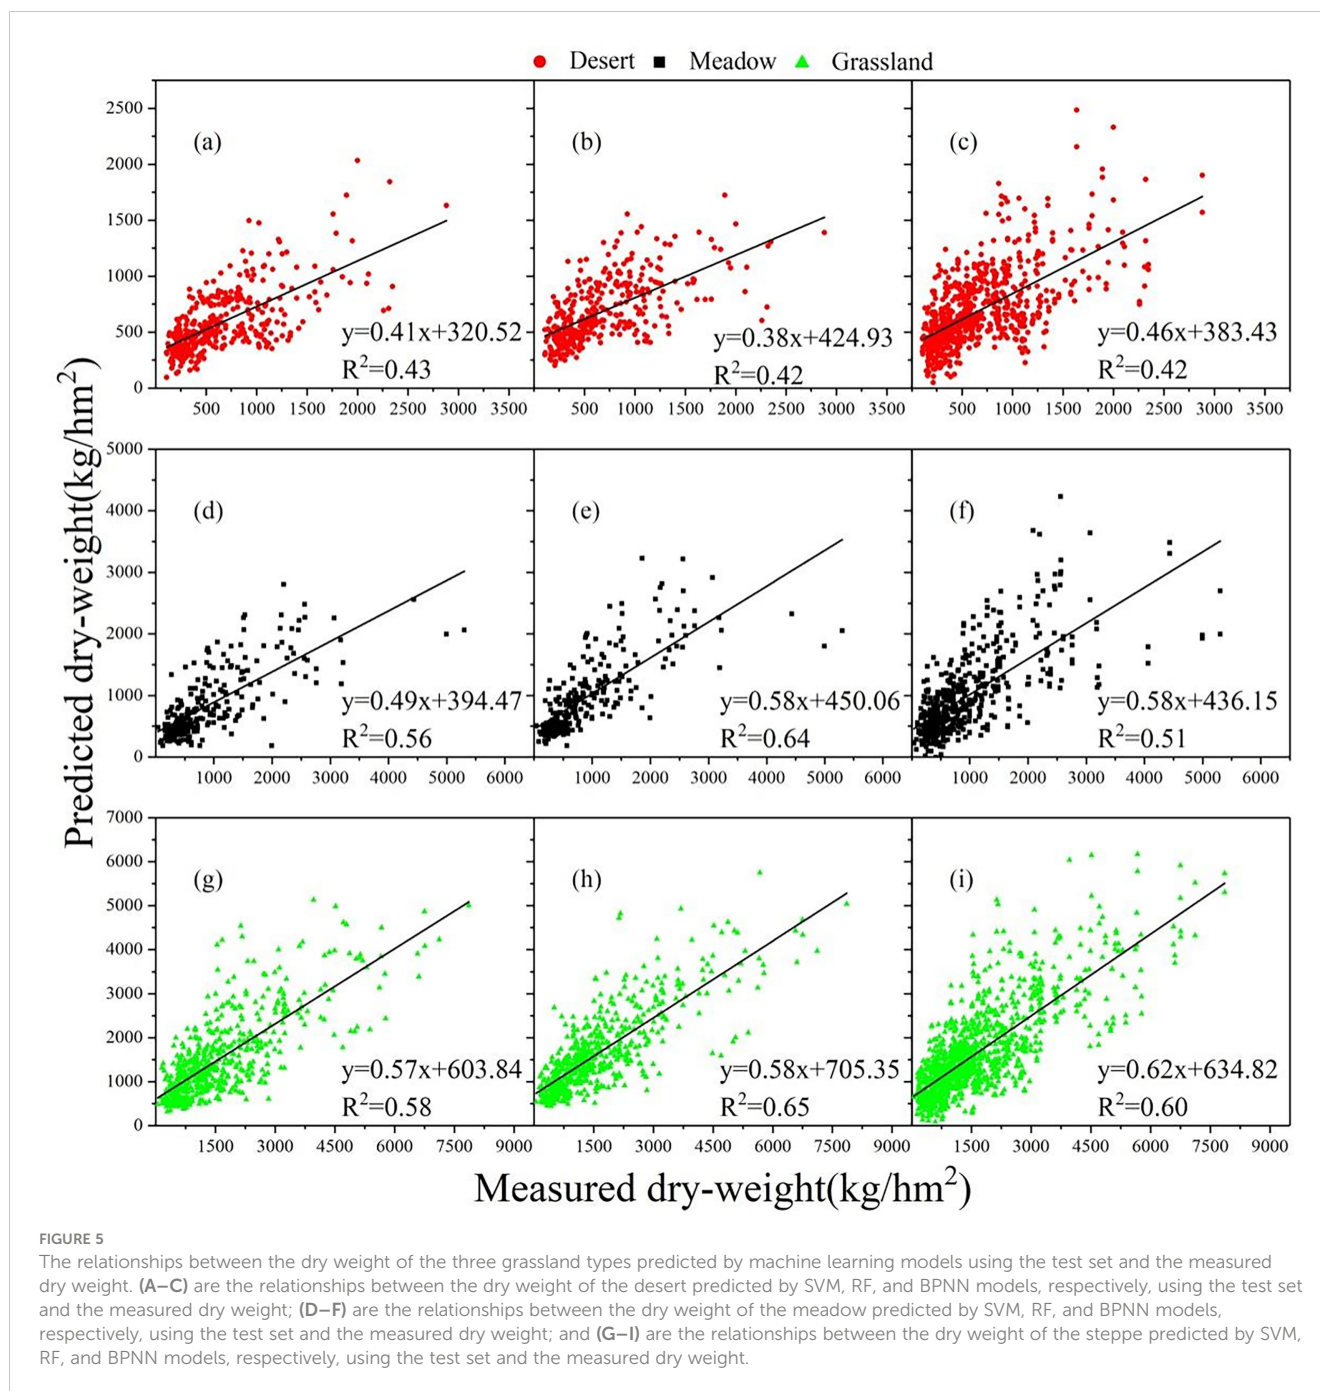 Desert Meadow Grassland
Predicted dry-weight(kg/hm²)
2500
2000
1500
1000
500
0
(a)
y=0.41x+320.52
R²=0.43
500 1000 1500 2000 2500 3000 3500
(b)
y=0.38x+424.93
R²=0.42
500 1000 1500 2000 2500 3000 3500
(c)
y=0.46x+383.43
R²=0.42
500 1000 1500 2000 2500 3000 3500
5000
4000
3000
2000
1000
0
(d)
y=0.49x+394.47
R²=0.56
1000 2000 3000 4000 5000 6000
(e)
y=0.58x+450.06
R²=0.64
1000 2000 3000 4000 5000 6000
(f)
y=0.58x+436.15
R²=0.51
1000 2000 3000 4000 5000 6000
7000
6000
5000
4000
3000
2000
1000
0
(g)
y=0.57x+603.84
R²=0.58
1500 3000 4500 6000 7500 9000
(h)
y=0.58x+705.35
R²=0.65
1500 3000 4500 6000 7500 9000
(i)
y=0.62x+634.82
R²=0.60
1500 3000 4500 6000 7500 9000
Measured dry-weight(kg/hm²)
FIGURE 5
The relationships between the dry weight of the three grassland types predicted by machine learning models using the test set and the measured
dry weight. (A–C) are the relationships between the dry weight of the desert predicted by SVM, RF, and BPNN models, respectively, using the test set
and the measured dry weight; (D–F) are the relationships between the dry weight of the meadow predicted by SVM, RF, and BPNN models,
respectively, using the test set and the measured dry weight; and (G–I) are the relationships between the dry weight of the steppe predicted by SVM,
RF, and BPNN models, respectively, using the test set and the measured dry weight.